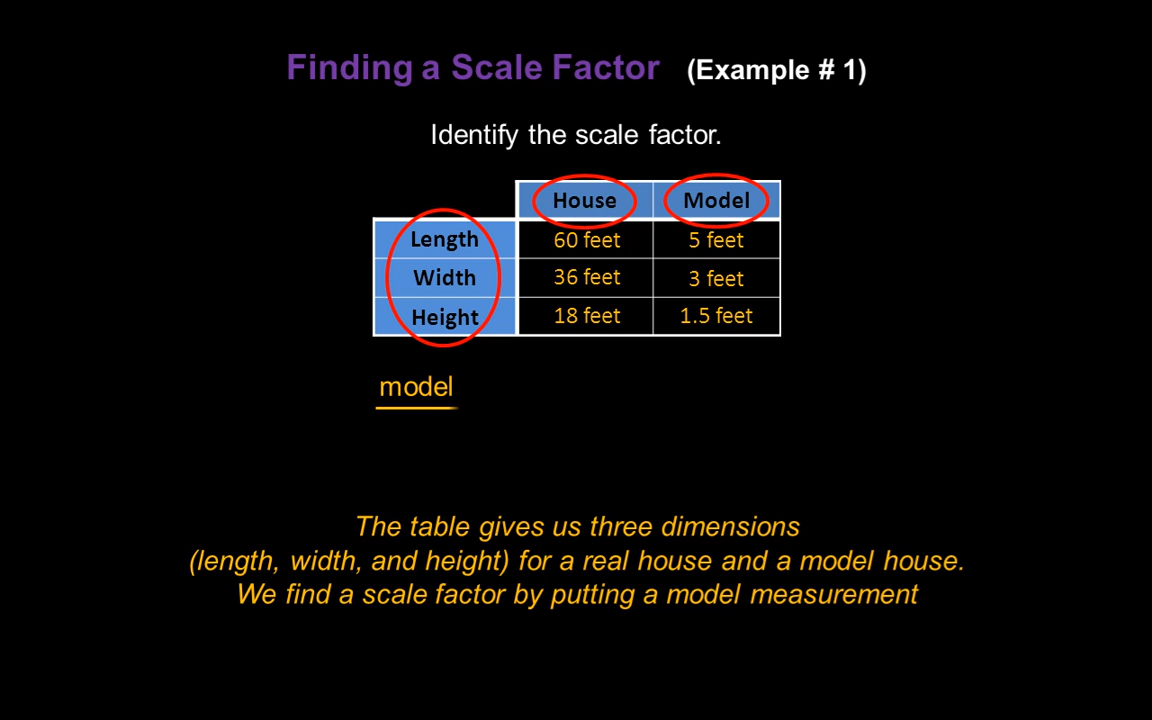 Finding a Scale Factor (Example # 1)
Identify the scale factor.
House Model
Length 60 feet 5 feet
Width 36 feet 3 feet
Height 18 feet 1.5 feet
model
The table gives us three dimensions
(length, width, and height) for a real house and a model house.
We find a scale factor by putting a model measurement